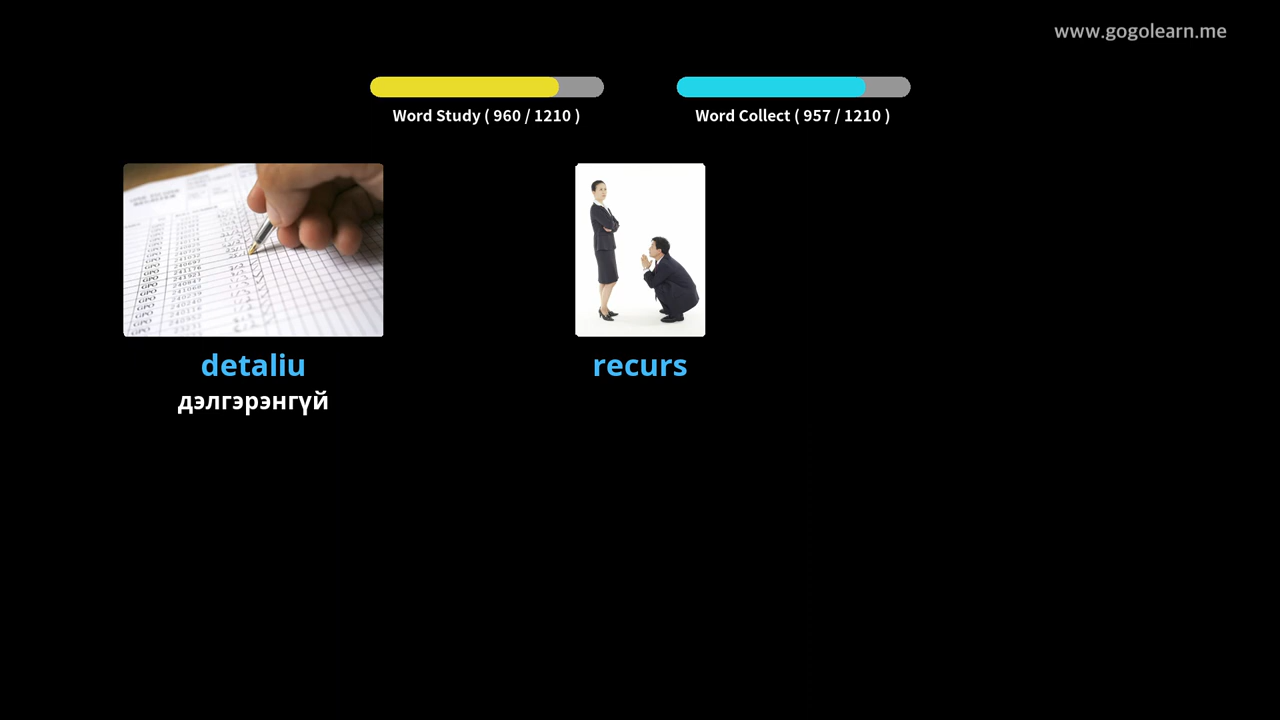 www.gogolearn.me
Word Study ( 960 / 1210 )
Word Collect ( 957 / 1210 )
detaliu
дэлгэрэнгүй
recurs